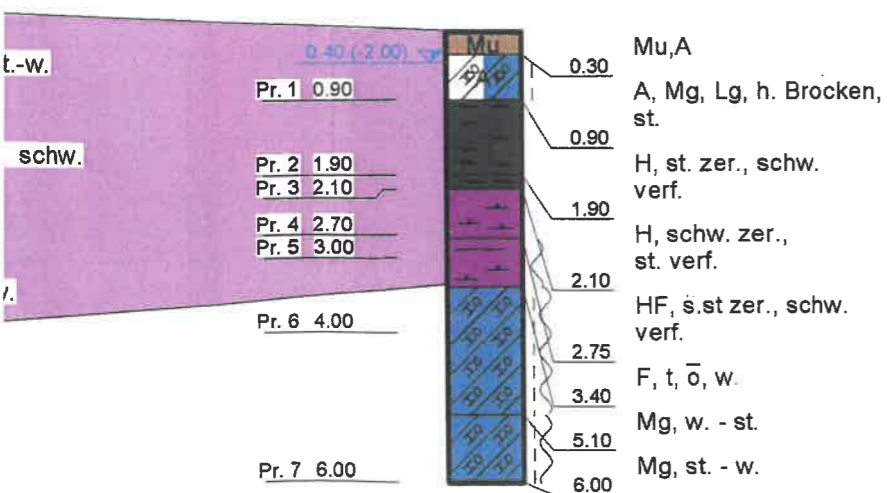 t.-w.
schw.
0.40 (-2.00)
Pr. 1 0.90
Pr. 2 1.90
Pr. 3 2.10
Pr. 4 2.70
Pr. 5 3.00
Pr. 6 4.00
Pr. 7 6.00
Mu
A
0.30
0.90
1.90
2.10
2.75
3.40
5.10
6.00
Mu,A
A, Mg, Lg, h. Brocken,
st.
H, st. zer., schw.
verf.
H, schw. zer.,
st. verf.
HF, s.st zer., schw.
verf.
F, t, o̅, w.
Mg, w. - st.
Mg, st. - w.